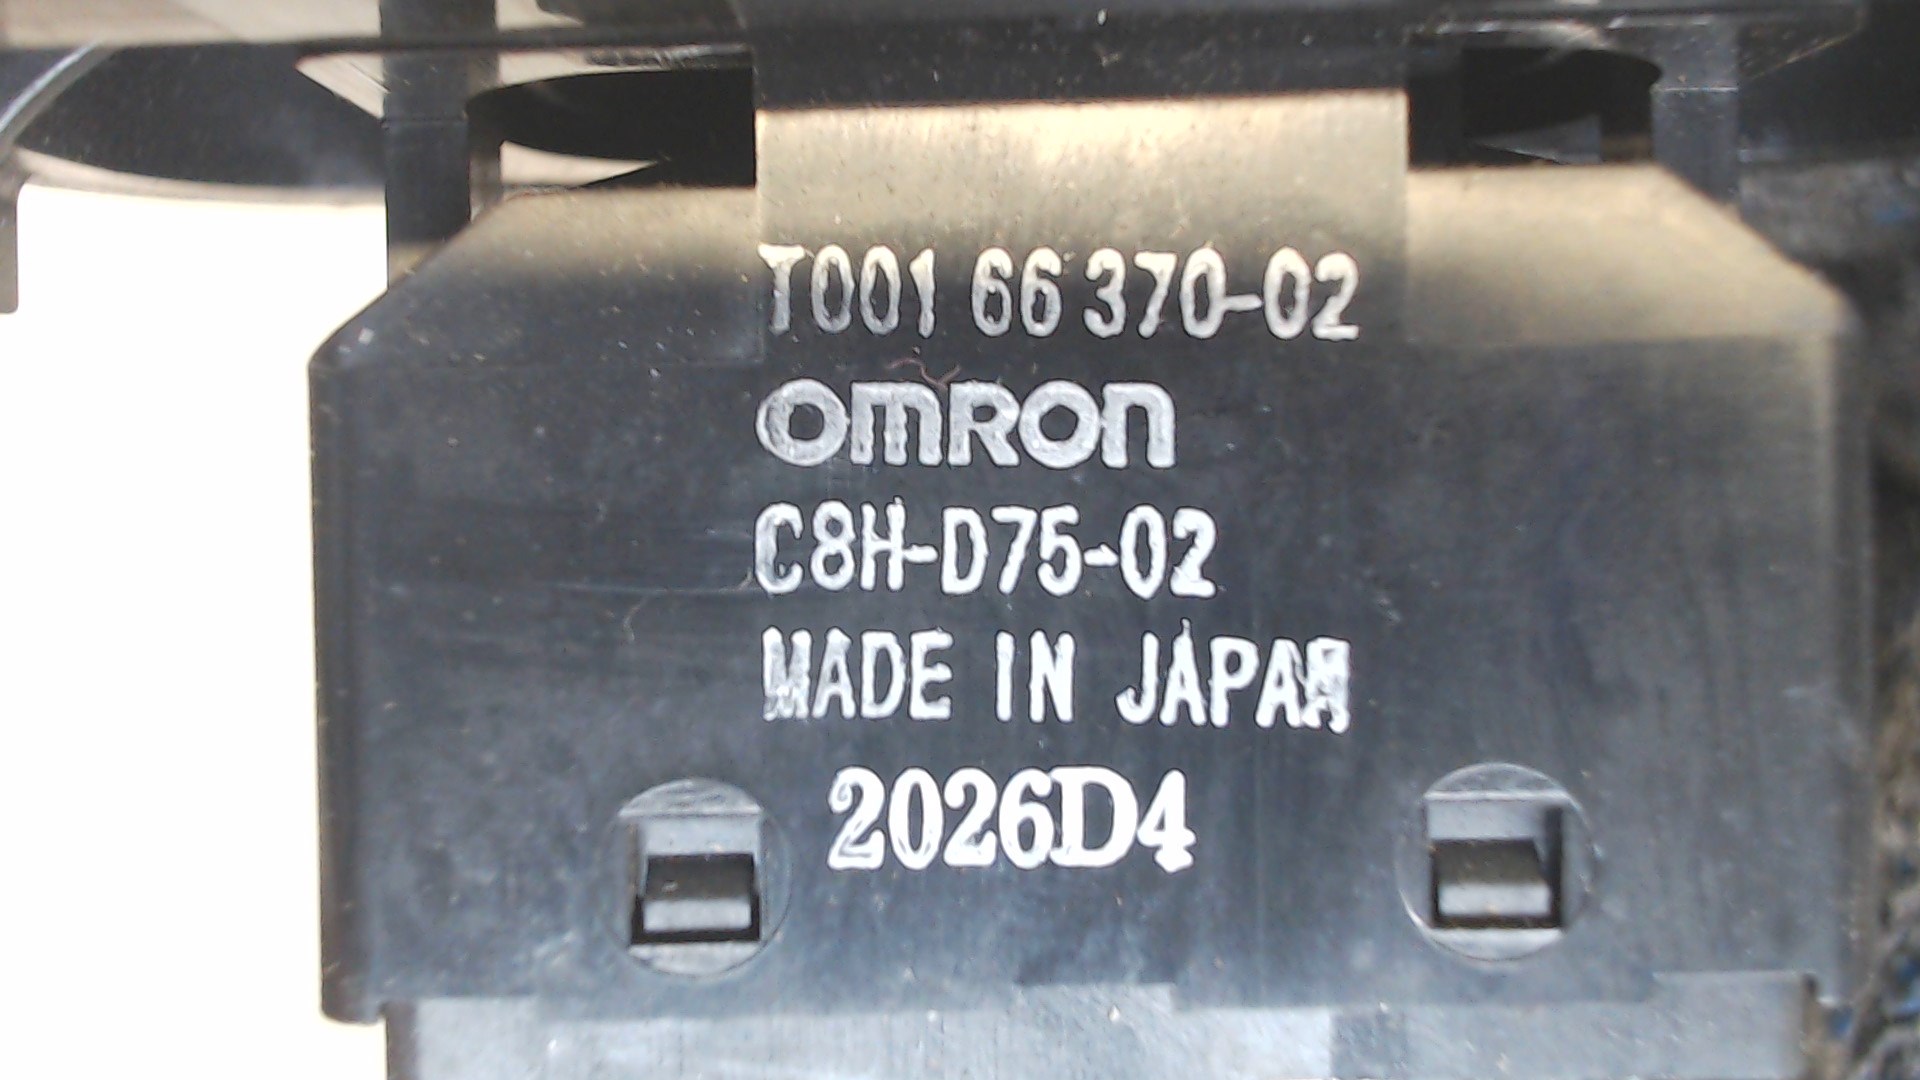 T001 66 370-02
OMRON
C8H-D75-02
MADE IN JAPAN
2026D4